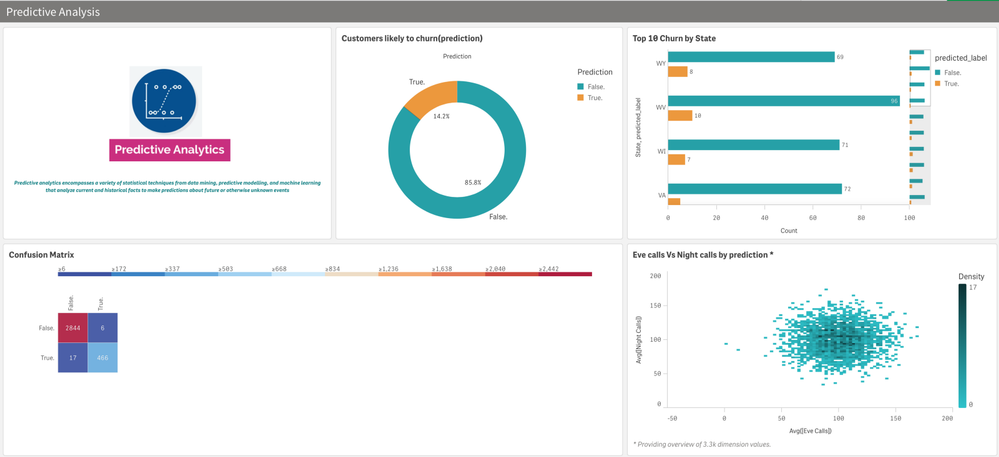 Predictive Analysis
Predictive Analytics
Predictive analytics encompasses a variety of statistical techniques from data mining, predictive modelling, and machine learning
that analyze current and historical facts to make predictions about future or otherwise unknown events
Customers likely to churn(prediction)
Prediction
True.
14.2%
85.8%
False.
Prediction
False.
True.
Top 10 Churn by State
State, predicted_label
WY
69
8
WV
96
10
WI
71
7
VA
72
0 20 40 60 80 100
Count
predicted_label
False.
True.
Confusion Matrix
≥6 ≥172 ≥337 ≥503 ≥668 ≥834 ≥1,236 ≥1,638 ≥2,040 ≥2,442
False. True.
False. 2844 6
True. 17 466
Eve calls Vs Night calls by prediction *
Avg([Night Calls])
200
150
100
50
0
-50 0 50 100 150 200
Avg([Eve Calls])
Density
17
0
* Providing overview of 3.3k dimension values.